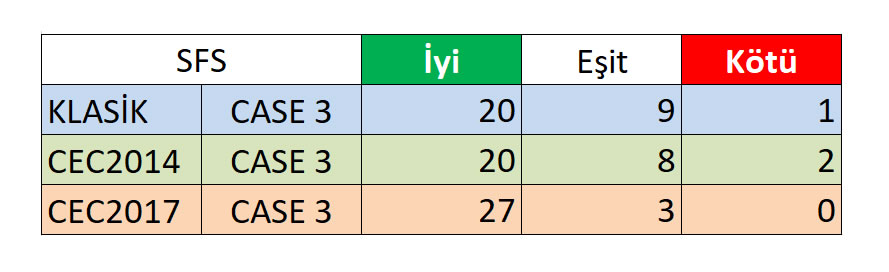 SFS İyi Eşit Kötü
KLASİK CASE 3 20 9 1
CEC2014 CASE 3 20 8 2
CEC2017 CASE 3 27 3 0